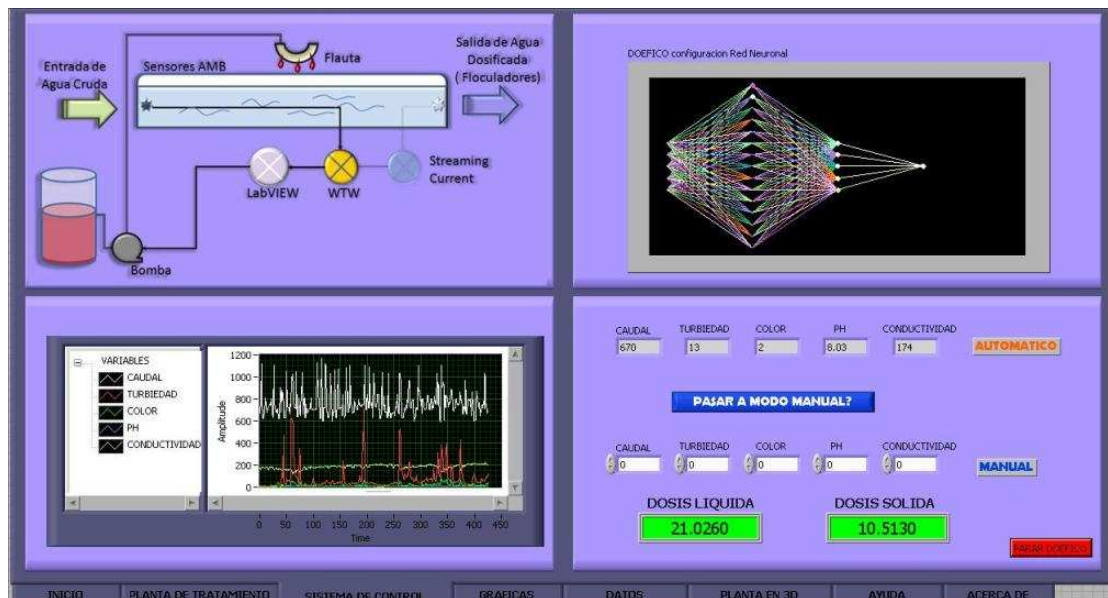 Entrada de
Agua Cruda
Sensores AMB
Flauta
Salida de Agua
Dosificada
( Floculadores)
LabVIEW
WTW
Streaming
Current
Bomba
DOEFICO configuracion Red Neuronal
VARIABLES
CAUDAL
TURBIEDAD
COLOR
PH
CONDUCTIVIDAD
Amplitude
1200
1000
800
600
400
200
0
0 50 100 150 200 250 300 350 400 450
Time
CAUDAL TURBIEDAD COLOR PH CONDUCTIVIDAD
670 13 2 8.03 174 AUTOMATICO
PASAR A MODO MANUAL?
CAUDAL TURBIEDAD COLOR PH CONDUCTIVIDAD
0 0 0 0 0 MANUAL
DOSIS LIQUIDA DOSIS SOLIDA
21.0260 10.5130
PARAR DOEFICO
INICIO PLANTA DE TRATAMIENTO SISTEMA DE CONTROL GRAFICAS DATOS PLANTA EN 3D AYUDA ACERCA DE